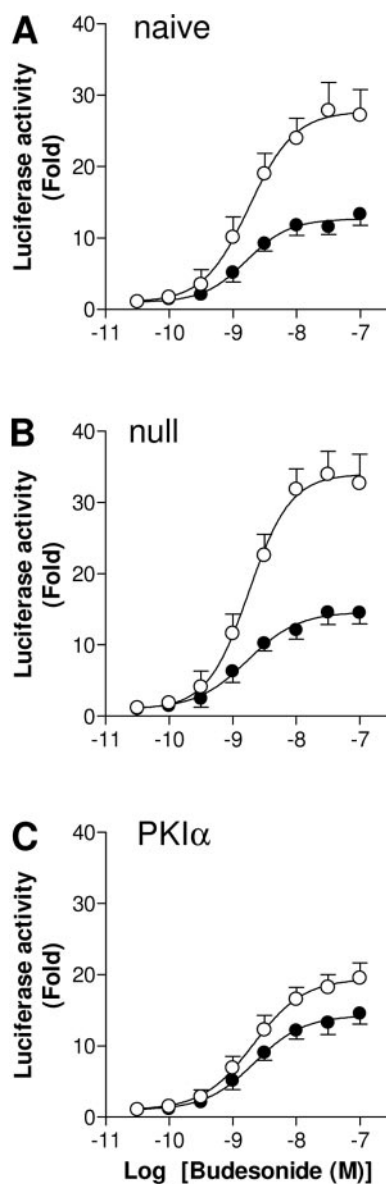 A naive
Luciferase activity
(Fold)
40
30
20
10
0
-11 -10 -9 -8 -7
B null
Luciferase activity
(Fold)
40
30
20
10
0
-11 -10 -9 -8 -7
C PKIα
Luciferase activity
(Fold)
40
30
20
10
0
-11 -10 -9 -8 -7
Log [Budesonide (M)]